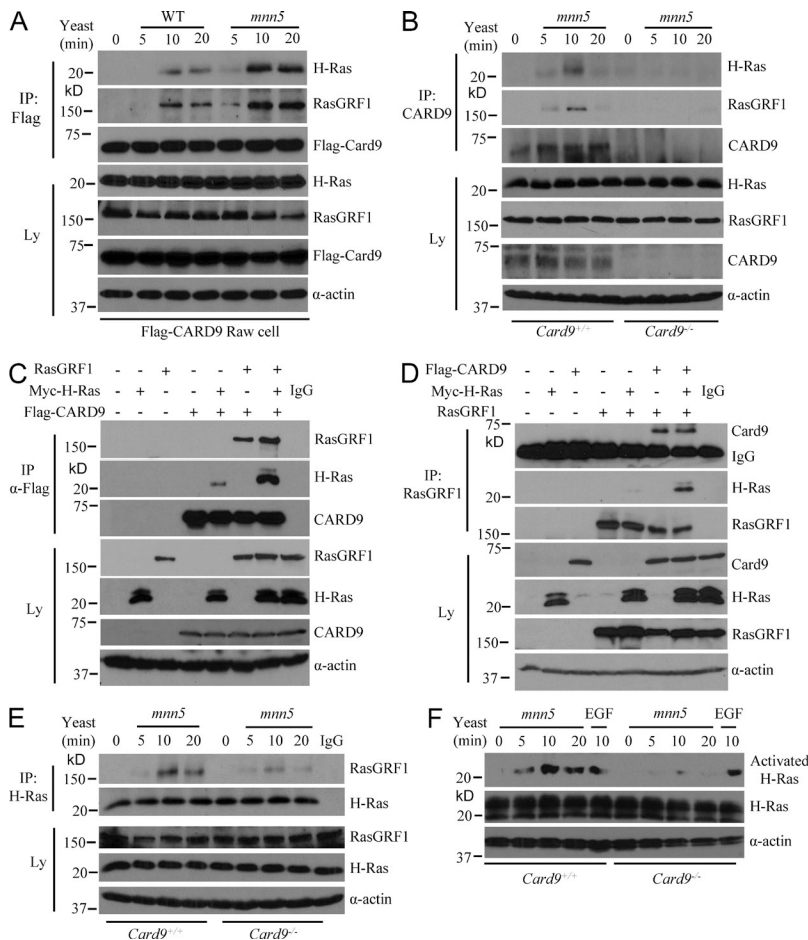 A
WT
mnn5
Yeast (min)
0 5 10 20 5 10 20
IP: Flag
kD
20
H-Ras
150
RasGRF1
75
Flag-Card9
Ly
20
H-Ras
150
RasGRF1
75
Flag-Card9
37
α-actin
Flag-CARD9 Raw cell
B
mnn5
mnn5
Yeast (min)
0 5 10 20 0 5 10 20
IP: CARD9
kD
20
H-Ras
150
RasGRF1
75
CARD9
Ly
20
H-Ras
150
RasGRF1
75
CARD9
37
α-actin
Card9+/+
Card9-/-
C
RasGRF1 - - + - - + +
Myc-H-Ras - + - - + - + IgG
Flag-CARD9 - - - + + + +
IP α-Flag
150
RasGRF1
kD
20
H-Ras
75
CARD9
Ly
150
RasGRF1
20
H-Ras
75
CARD9
37
α-actin
D
Flag-CARD9 - - + - - + +
Myc-H-Ras - + - - + - + IgG
RasGRF1 - - - + + + +
IP: RasGRF1
75
kD
Card9
IgG
20
H-Ras
150
RasGRF1
Ly
75
Card9
20
H-Ras
150
RasGRF1
37
α-actin
E
mnn5
mnn5
Yeast (min)
0 5 10 20 0 5 10 20 IgG
IP: H-Ras
kD
150
RasGRF1
20
H-Ras
Ly
150
RasGRF1
20
H-Ras
37
α-actin
Card9+/+
Card9-/-
F
mnn5 EGF
mnn5 EGF
Yeast (min)
0 5 10 20 10 0 5 10 20 10
20
Activated H-Ras
kD
20
H-Ras
37
α-actin
Card9+/+
Card9-/-